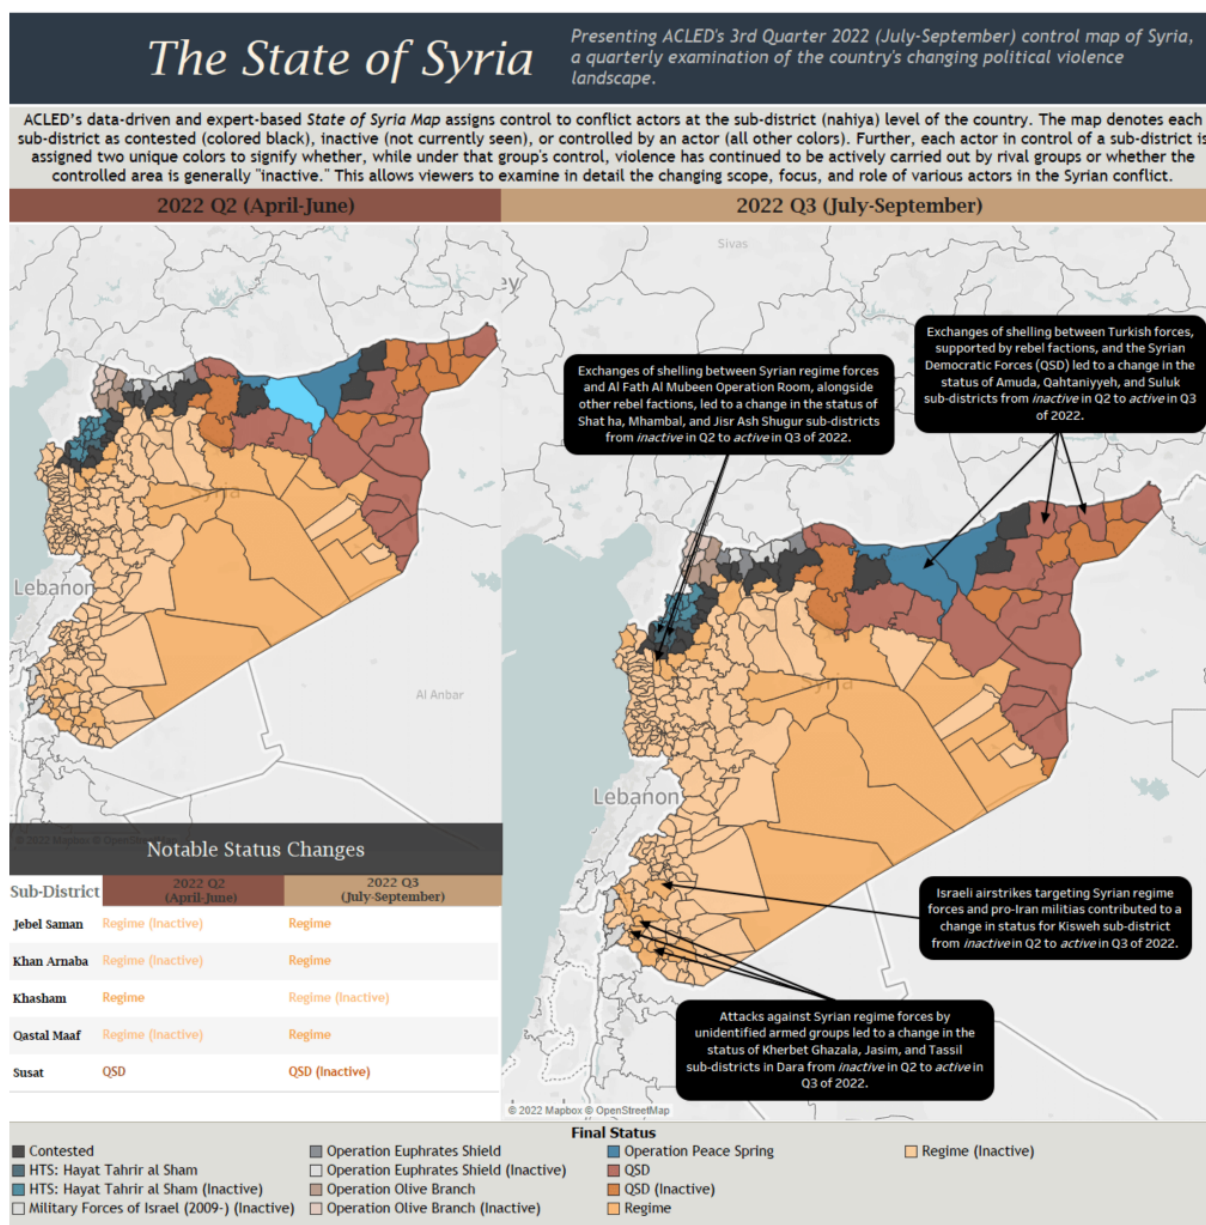 The State of Syria
Presenting ACLED's 3rd Quarter 2022 (July-September) control map of Syria,
a quarterly examination of the country's changing political violence
landscape.
ACLED's data-driven and expert-based State of Syria Map assigns control to conflict actors at the sub-district (nahiya) level of the country. The map denotes each
sub-district as contested (colored black), inactive (not currently seen), or controlled by an actor (all other colors). Further, each actor in control of a sub-district is
assigned two unique colors to signify whether, while under that group's control, violence has continued to be actively carried out by rival groups or whether the
controlled area is generally "inactive." This allows viewers to examine in detail the changing scope, focus, and role of various actors in the Syrian conflict.
2022 Q2 (April-June)
Syria
Lebanon
Al Anbar
© 2022 Mapbox © OpenStreetMap
2022 Q3 (July-September)
Sivas
ey
Exchanges of shelling between Turkish forces,
supported by rebel factions, and the Syrian
Democratic Forces (QSD) led to a change in the
status of Amuda, Qahtaniyyeh, and Suluk
sub-districts from inactive in Q2 to active in Q3
of 2022.
Exchanges of shelling between Syrian regime forces
and Al Fath Al Mubeen Operation Room, alongside
other rebel factions, led to a change in the status of
Shat ha, Mhambal, and Jisr Ash Shugur sub-districts
from inactive in Q2 to active in Q3 of 2022.
Syria
Lebanon
Israeli airstrikes targeting Syrian regime
forces and pro-Iran militias contributed to a
change in status for Kisweh sub-district
from inactive in Q2 to active in Q3 of 2022.
Attacks against Syrian regime forces by
unidentified armed groups led to a change in the
status of Kherbet Ghazala, Jasim, and Tassil
sub-districts in Dara from inactive in Q2 to active in
Q3 of 2022.
© 2022 Mapbox © OpenStreetMap
Notable Status Changes
Sub-District 2022 Q2 (April-June) 2022 Q3 (July-September)
Jebel Saman Regime (Inactive) Regime
Khan Arnaba Regime (Inactive) Regime
Khasham Regime Regime (Inactive)
Qastal Maaf Regime (Inactive) Regime
Susat QSD QSD (Inactive)
Final Status
Contested
HTS: Hayat Tahrir al Sham
HTS: Hayat Tahrir al Sham (Inactive)
Military Forces of Israel (2009-) (Inactive)
Operation Euphrates Shield
Operation Euphrates Shield (Inactive)
Operation Olive Branch
Operation Olive Branch (Inactive)
Operation Peace Spring
QSD
QSD (Inactive)
Regime
Regime (Inactive)